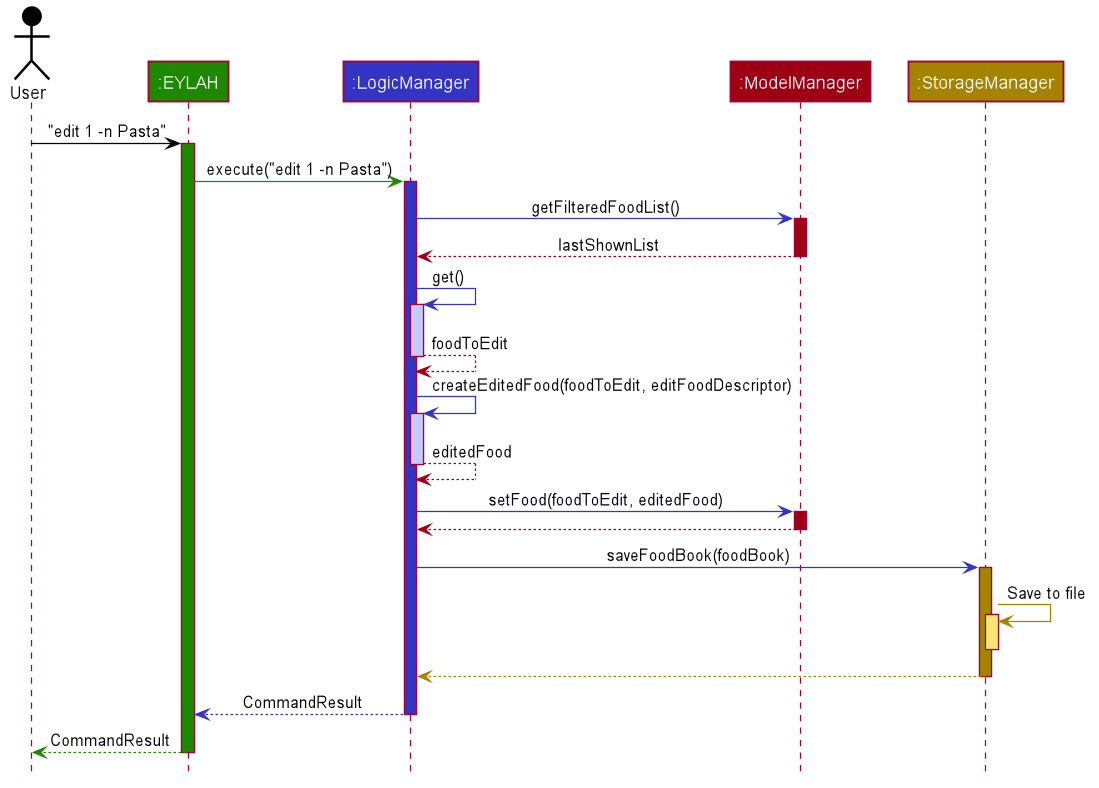 User
:EYLAH
:LogicManager
:ModelManager
:StorageManager
"edit 1 -n Pasta"
execute("edit 1 -n Pasta")
getFilteredFoodList()
lastShownList
get()
foodToEdit
createEditedFood(foodToEdit, editFoodDescriptor)
editedFood
setFood(foodToEdit, editedFood)
saveFoodBook(foodBook)
Save to file
CommandResult
CommandResult